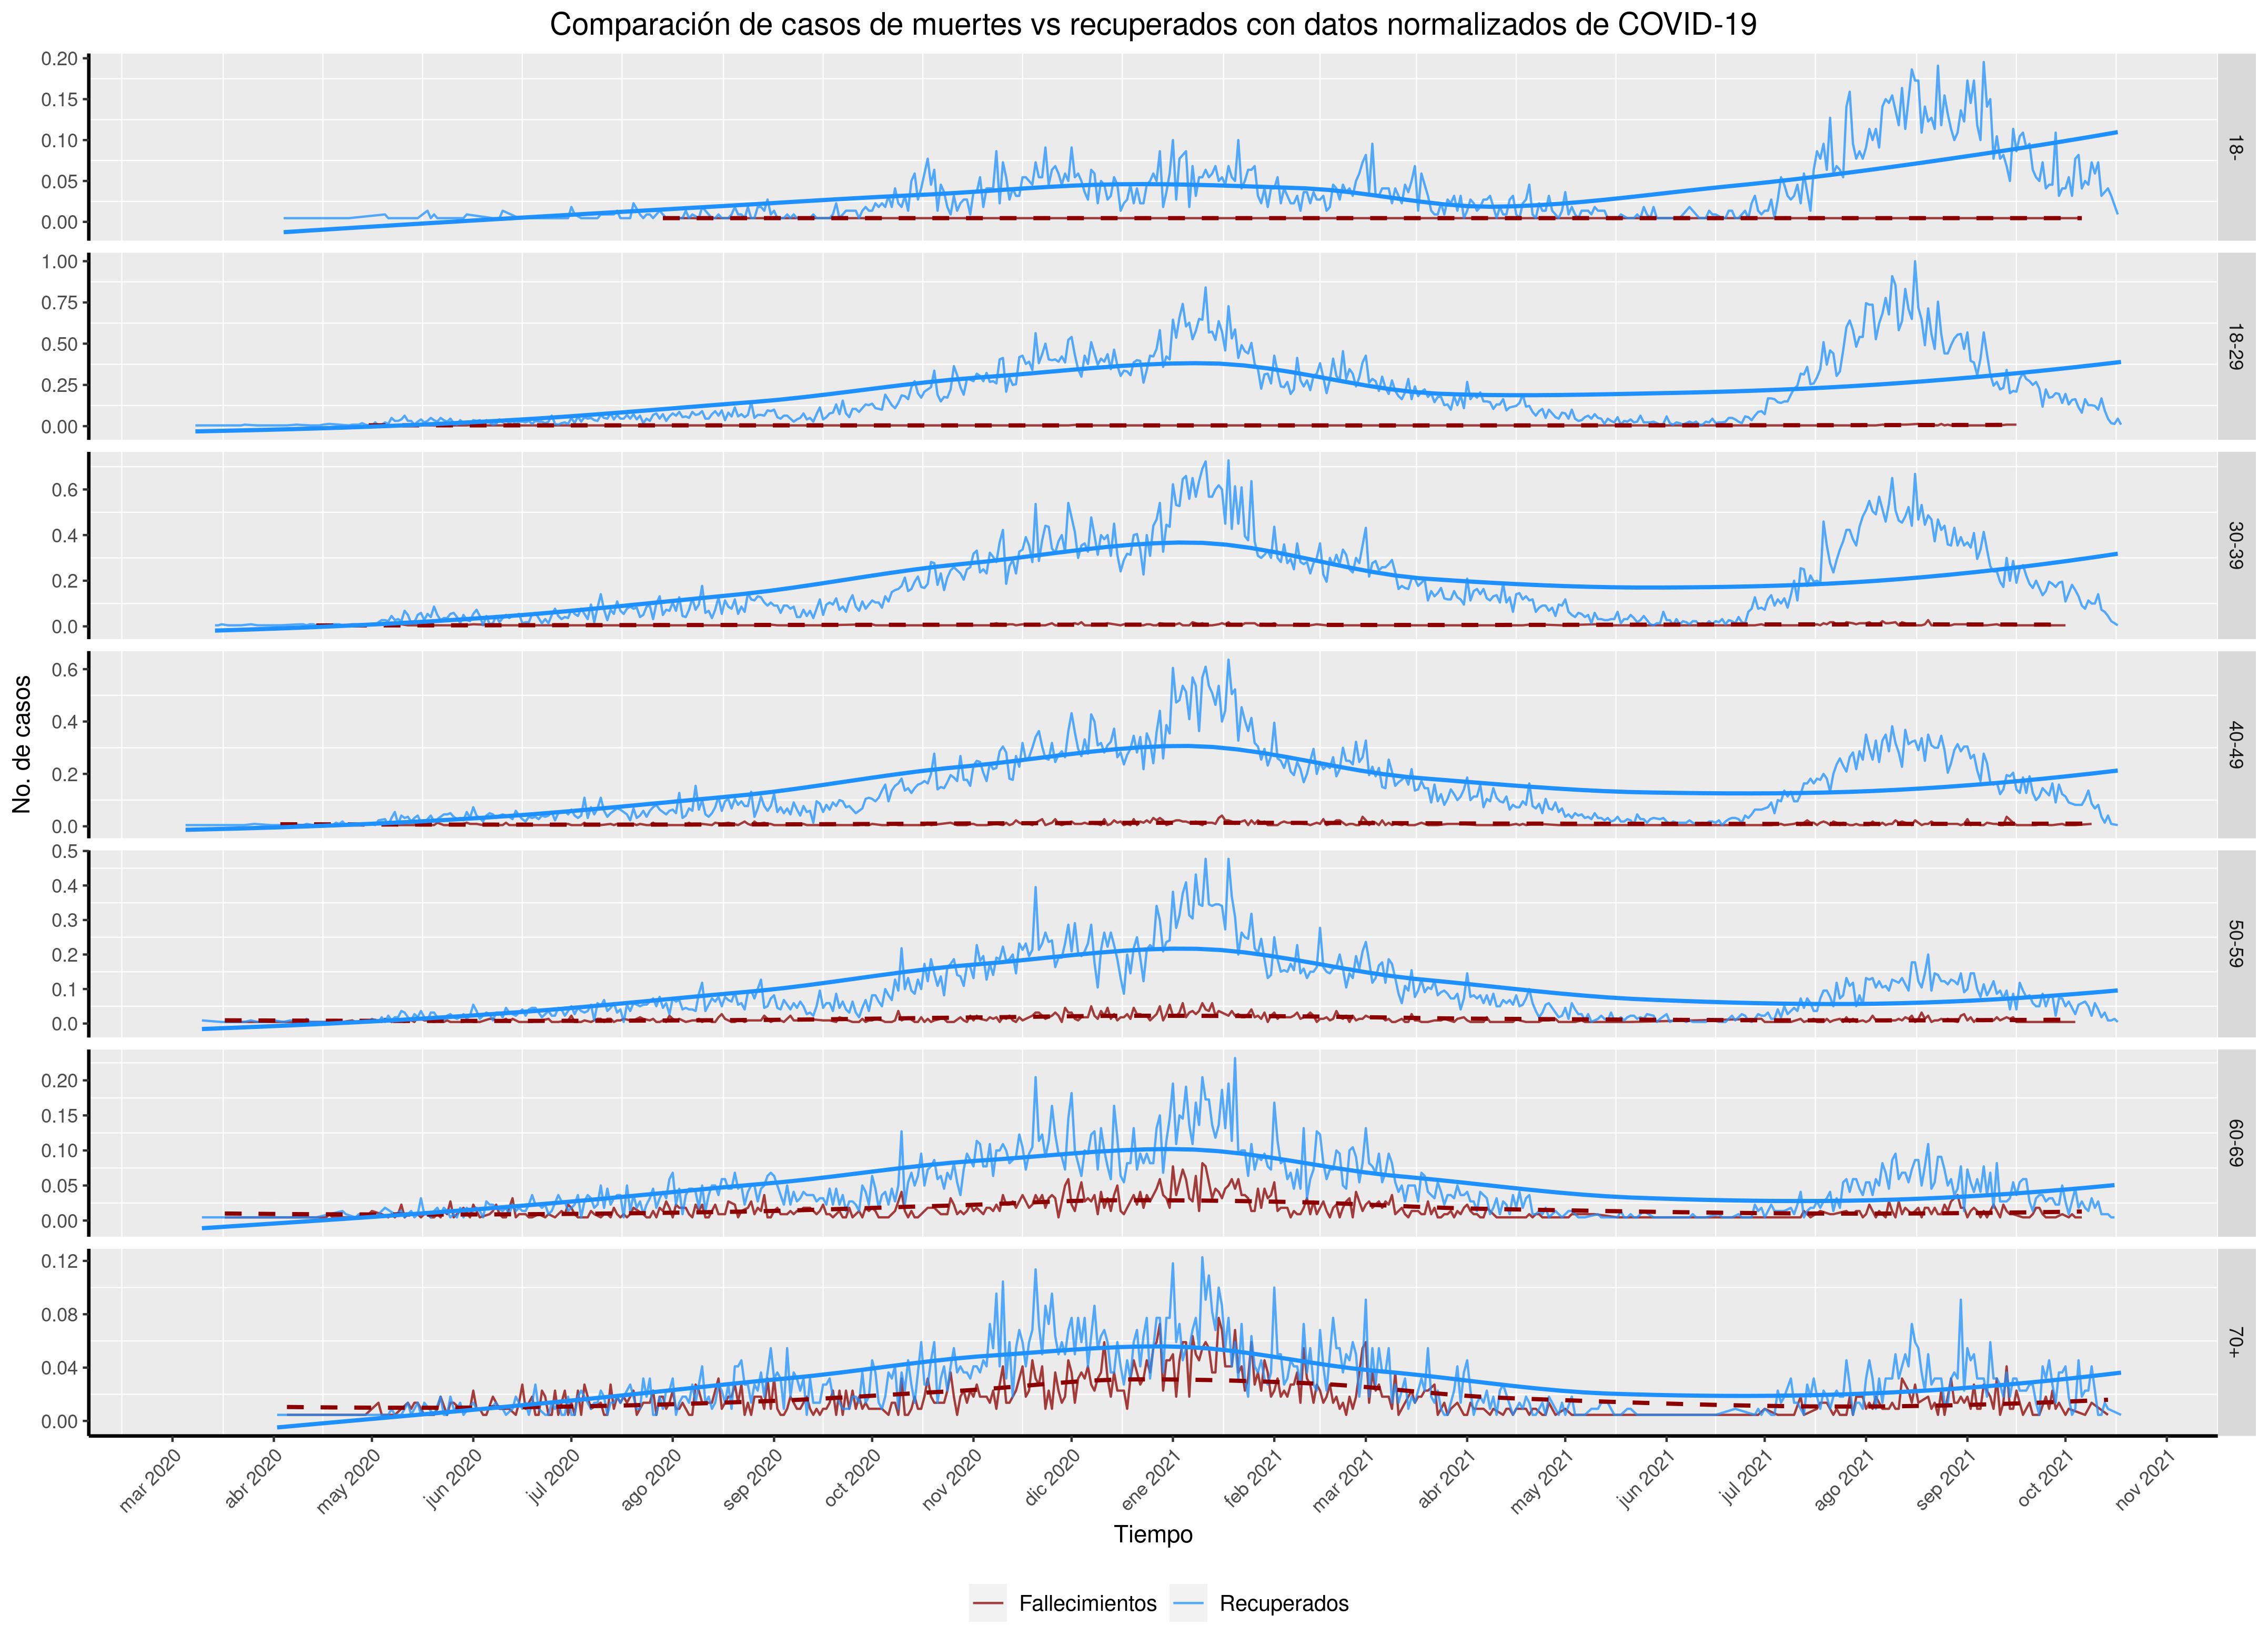 Comparación de casos de muertes vs recuperados con datos normalizados de COVID-19
No. de casos
0.20
0.15
0.10
0.05
0.00
18-
1.00
0.75
0.50
0.25
0.00
18-29
0.6
0.4
0.2
0.0
30-39
0.6
0.4
0.2
0.0
40-49
0.5
0.4
0.3
0.2
0.1
0.0
50-59
0.20
0.15
0.10
0.05
0.00
60-69
0.12
0.08
0.04
0.00
70+
mar 2020
abr 2020
may 2020
jun 2020
jul 2020
ago 2020
sep 2020
oct 2020
nov 2020
dic 2020
ene 2021
feb 2021
mar 2021
abr 2021
may 2021
jun 2021
jul 2021
ago 2021
sep 2021
oct 2021
nov 2021
Tiempo
Fallecimientos
Recuperados